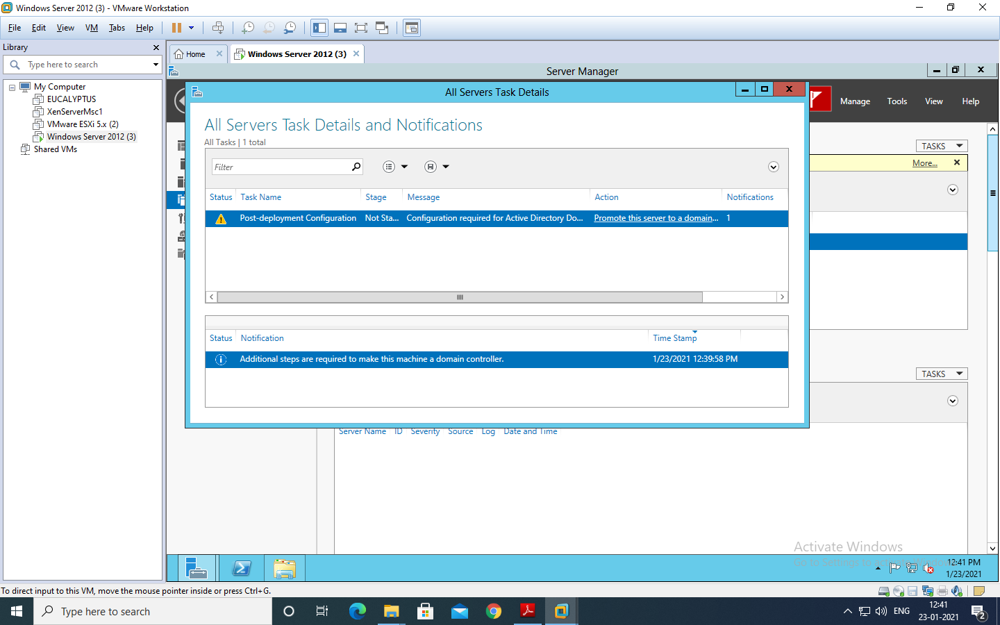 Windows Server 2012 (3) - VMware Workstation
File Edit View VM Tabs Help
Library
Type here to search
My Computer
EUCALYPTUS
XenServerMsc1
VMware ESXi 5.x (2)
Windows Server 2012 (3)
Shared VMs
Home
Windows Server 2012 (3)
Server Manager
Manage Tools View Help
TASKS
More...
All Servers Task Details
All Servers Task Details and Notifications
All Tasks | 1 total
Filter
Status Task Name Stage Message Action Notifications
Post-deployment Configuration Not Sta... Configuration required for Active Directory Do... Promote this server to a domain... 1
Status Notification Time Stamp
Additional steps are required to make this machine a domain controller. 1/23/2021 12:39:58 PM
TASKS
Server Name ID Severity Source Log Date and Time
Activate Windows
Go to Settings to
12:41 PM
1/23/2021
To direct input to this VM, move the mouse pointer inside or press Ctrl+G.
Type here to search
ENG
12:41
23-01-2021
2